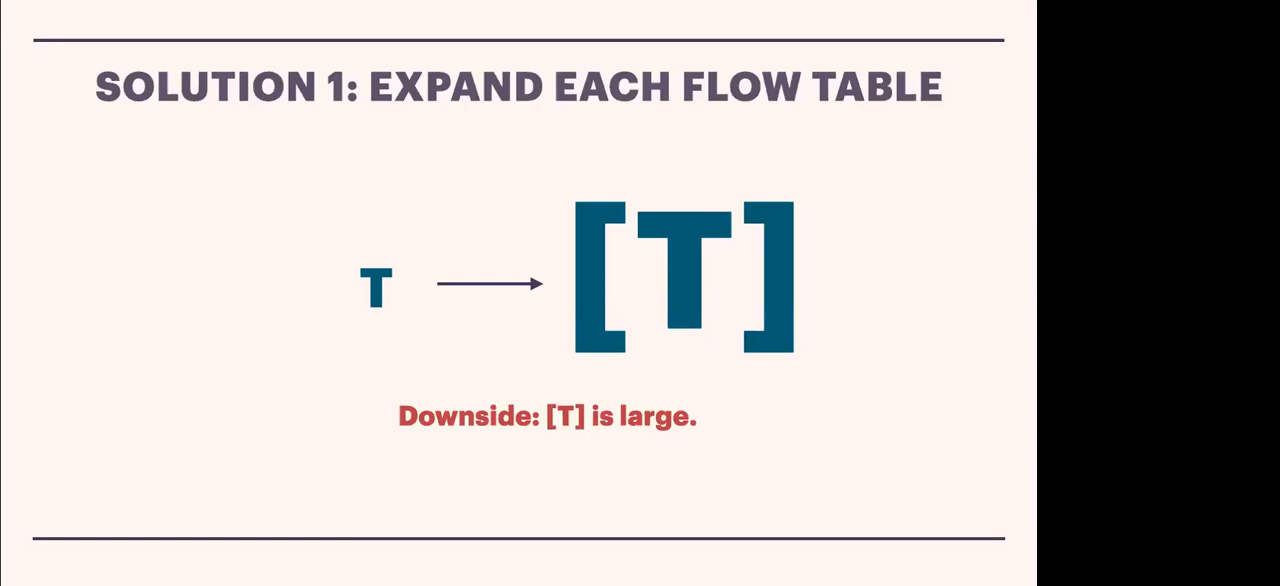 SOLUTION 1: EXPAND EACH FLOW TABLE
T [T]
Downside: [T] is large.